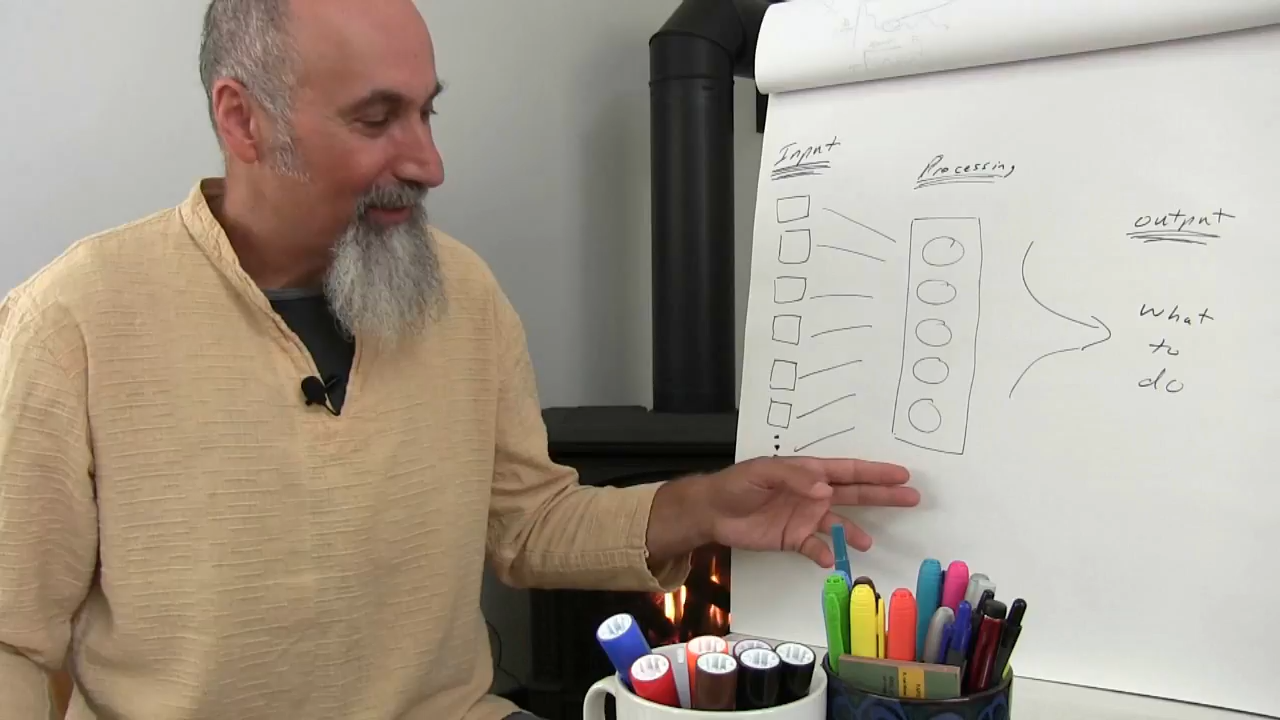 Input
Processing
output
what
to
do